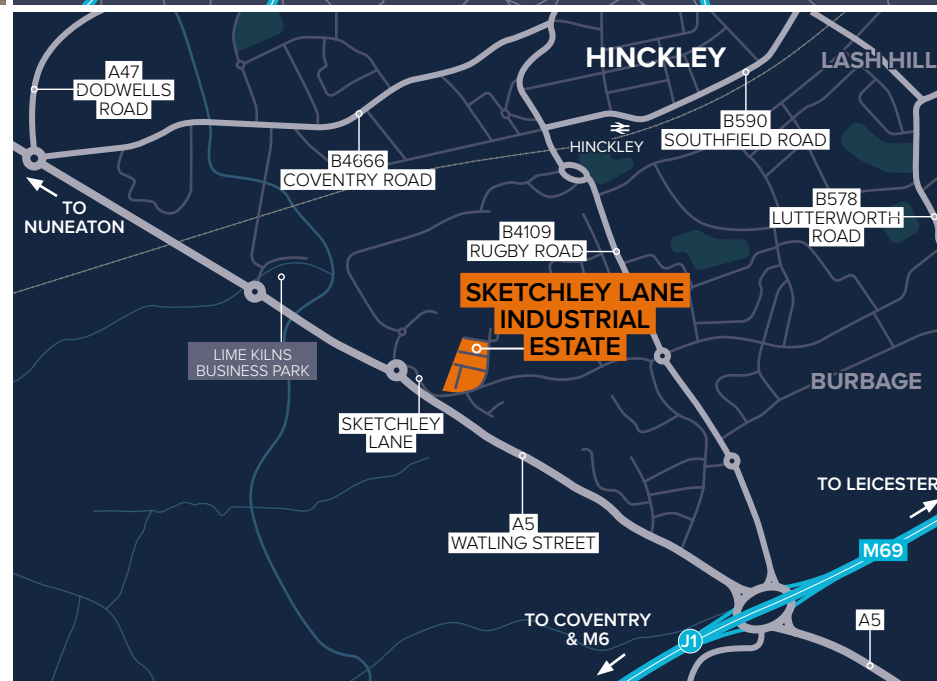 HINCKLEY
LASH HILL
A47
DODWELLS
ROAD
B590
SOUTHFIELD ROAD
HINCKLEY
B4666
COVENTRY ROAD
TO
NUNEATON
B578
LUTTERWORTH
ROAD
B4109
RUGBY ROAD
SKETCHLEY LANE
INDUSTRIAL
ESTATE
LIME KILNS
BUSINESS PARK
BURBAGE
SKETCHLEY
LANE
TO LEICESTER
A5
WATLING STREET
M69
TO COVENTRY
& M6
J1
A5